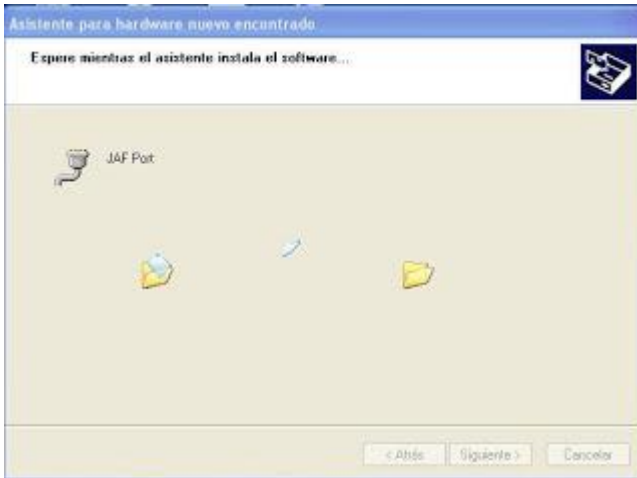 Asistente para hardware nuevo encontrado
Espere mientras el asistente instala el software...
JAF Port
< Atrás
Siguiente >
Cancelar